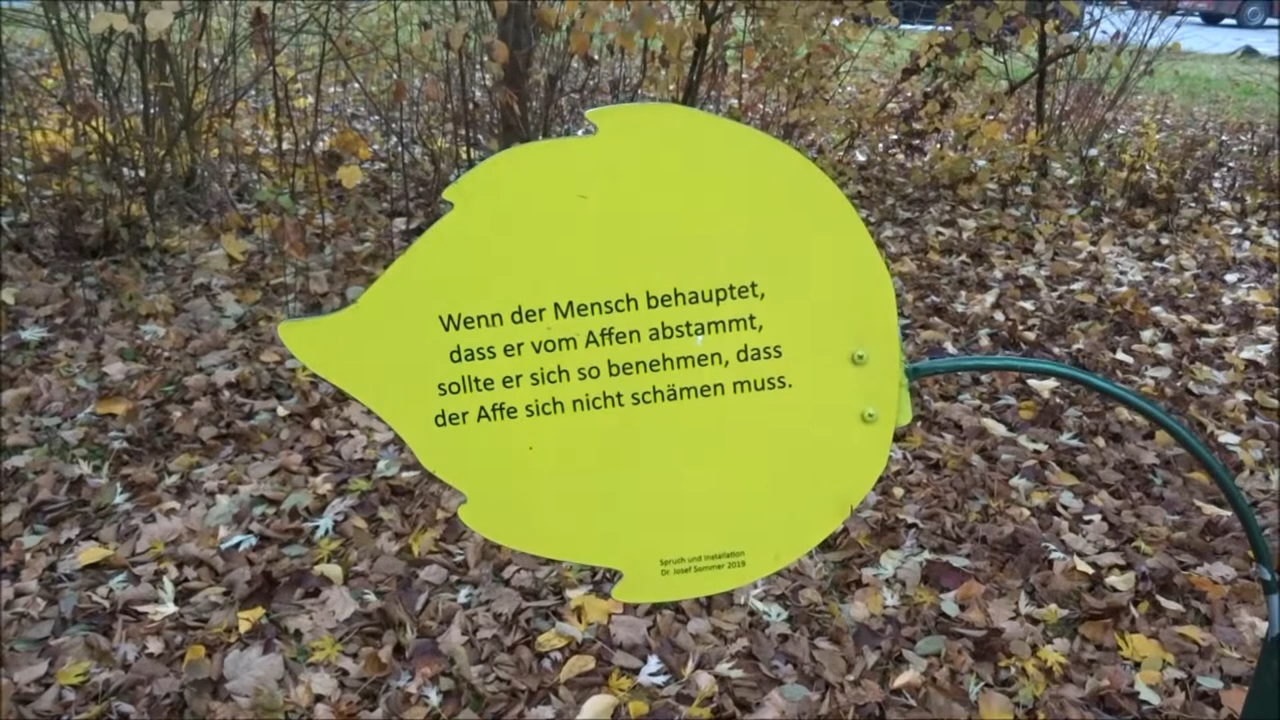 Wenn der Mensch behauptet,
dass er vom Affen abstammt,
sollte er sich so benehmen, dass
der Affe sich nicht schämen muss.
Spruch und Installation
Dr. Josef Sommer 2019